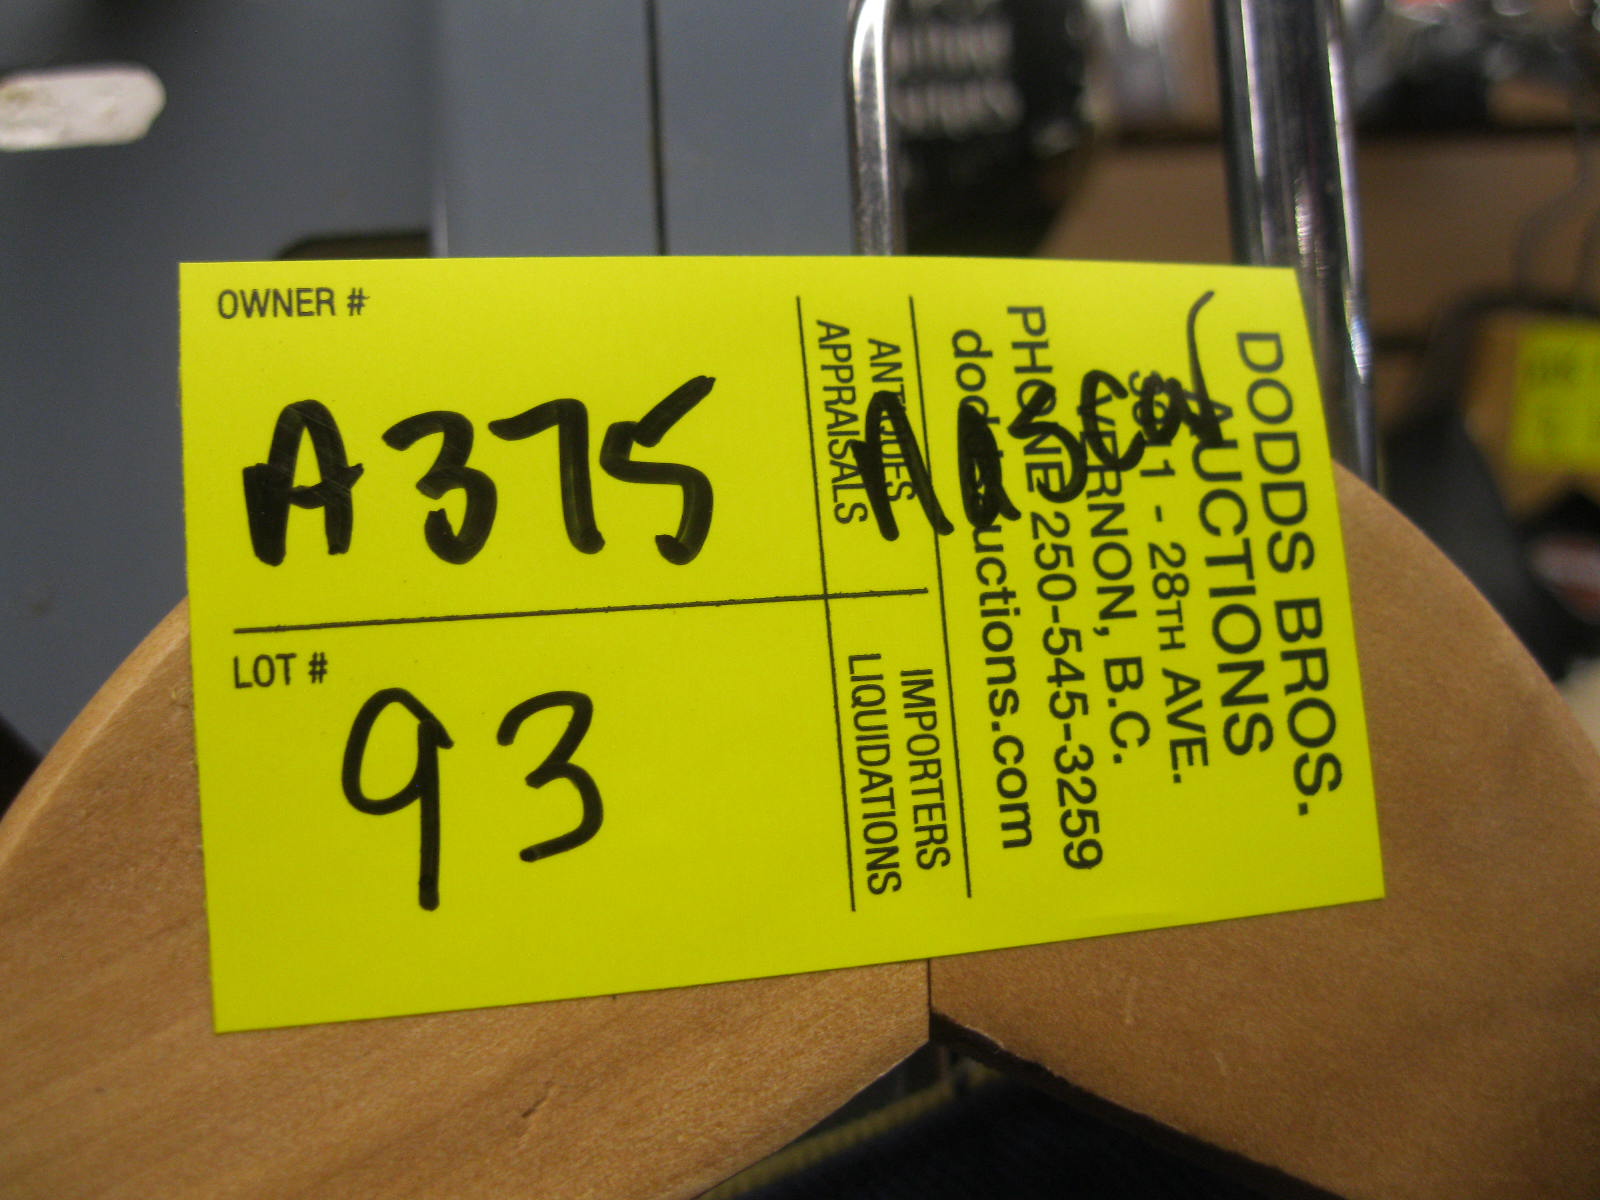 OWNER #
A375
LOT #
93
DODDS BROS.
AUCTIONS
1 - 28TH AVE.
VERNON, B.C.
PHONE 250-545-3259
doddsauctions.com
ANTIQUES IMPORTERS
APPRAISALS LIQUIDATIONS